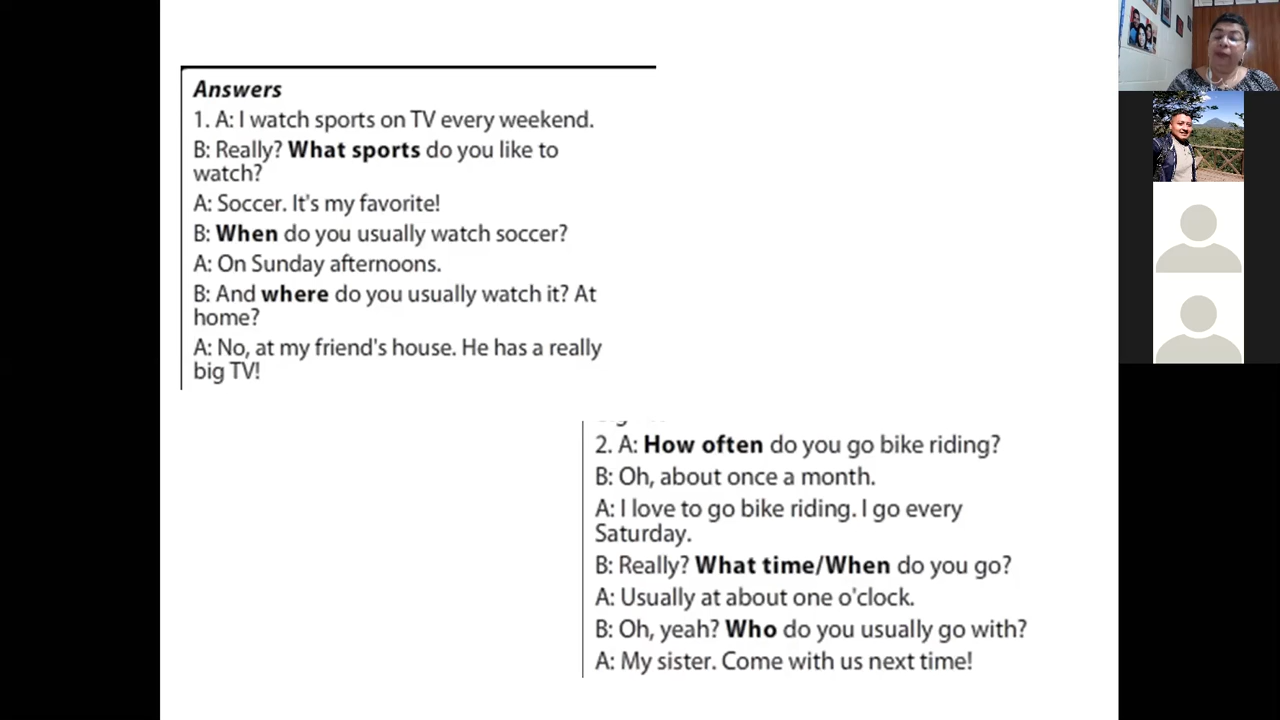 Answers
1. A: I watch sports on TV every weekend.
B: Really? What sports do you like to
watch?
A: Soccer. It's my favorite!
B: When do you usually watch soccer?
A: On Sunday afternoons.
B: And where do you usually watch it? At
home?
A: No, at my friend's house. He has a really
big TV!
2. A: How often do you go bike riding?
B: Oh, about once a month.
A: I love to go bike riding. I go every
Saturday.
B: Really? What time/When do you go?
A: Usually at about one o'clock.
B: Oh, yeah? Who do you usually go with?
A: My sister. Come with us next time!